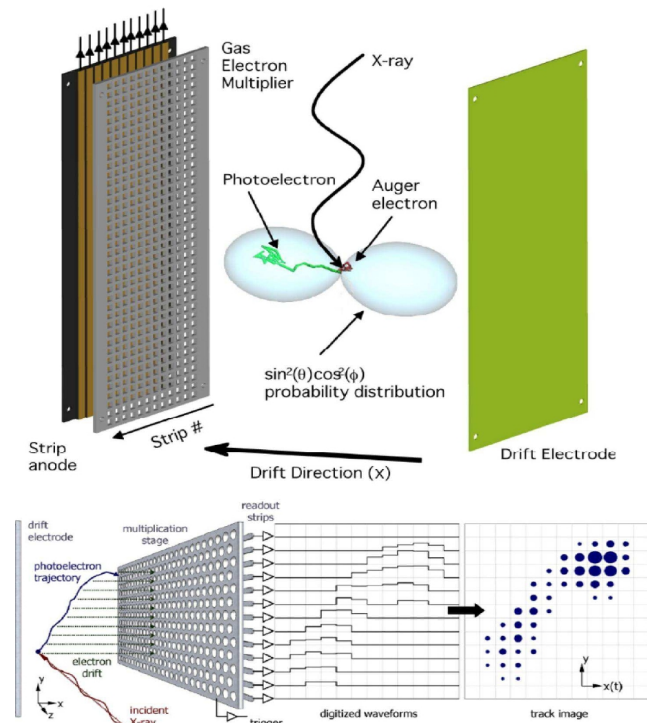 Gas
Electron
Multiplier
X-ray
Photoelectron
Auger
electron
sin²(θ)cos²(ϕ)
probability distribution
Strip
anode
Strip #
Drift Direction (x)
Drift Electrode
drift
electrode
multiplication
stage
readout
strips
photoelectron
trajectory
electron drift
y
x
z
incident
X-ray
trigger
digitized waveforms
y
x(t)
track image